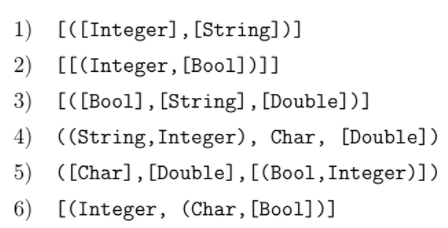 1) [([Integer],[String])]
2) [[(Integer,[Bool])]]
3) [([Bool],[String],[Double])]
4) ((String,Integer), Char, [Double])
5) ([Char],[Double],[(Bool,Integer)])
6) [(Integer, (Char,[Bool])]